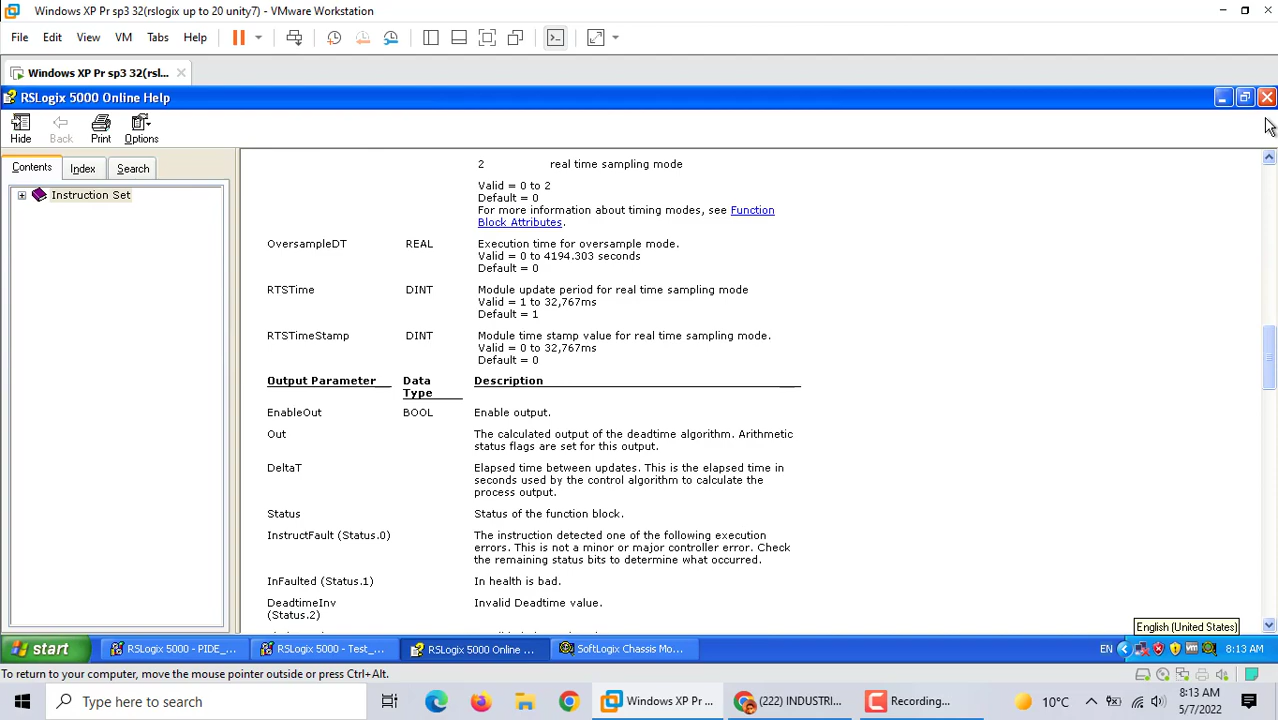 Windows XP Pr sp3 32(rslogix up to 20 unity7) - VMware Workstation
File Edit View VM Tabs Help
Windows XP Pr sp3 32(rsl...
RSLogix 5000 Online Help
Hide Back Print Options
Contents Index Search
Instruction Set
2 real time sampling mode
Valid = 0 to 2
Default = 0
For more information about timing modes, see Function
Block Attributes.
OversampleDT REAL Execution time for oversample mode.
Valid = 0 to 4194.303 seconds
Default = 0
RTSTime DINT Module update period for real time sampling mode
Valid = 1 to 32,767ms
Default = 1
RTSTimeStamp DINT Module time stamp value for real time sampling mode.
Valid = 0 to 32,767ms
Default = 0
Output Parameter Data Description
Type
EnableOut BOOL Enable output.
Out The calculated output of the deadtime algorithm. Arithmetic
status flags are set for this output.
DeltaT Elapsed time between updates. This is the elapsed time in
seconds used by the control algorithm to calculate the
process output.
Status Status of the function block.
InstructFault (Status.0) The instruction detected one of the following execution
errors. This is not a minor or major controller error. Check
the remaining status bits to determine what occurred.
InFaulted (Status.1) In health is bad.
DeadtimeInv Invalid Deadtime value.
(Status.2)
English (United States)
start RSLogix 5000 - PIDE_... RSLogix 5000 - Test_... RSLogix 5000 Online ... SoftLogix Chassis Mo... EN 8:13 AM
To return to your computer, move the mouse pointer outside or press Ctrl+Alt.
Type here to search Windows XP Pr ... (222) INDUSTRI... Recording... 10°C 8:13 AM
5/7/2022